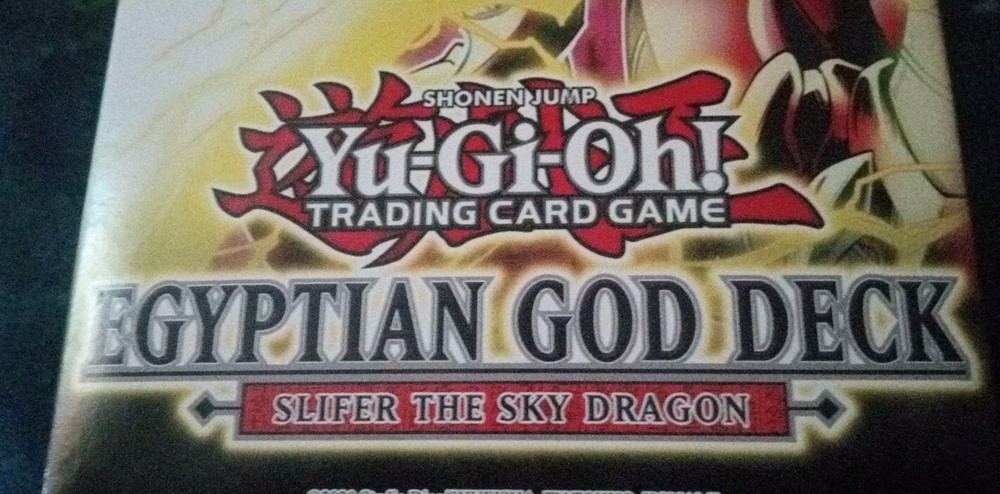 SHONEN JUMP
Yu-Gi-Oh!
TRADING CARD GAME
EGYPTIAN GOD DECK
SLIFER THE SKY DRAGON